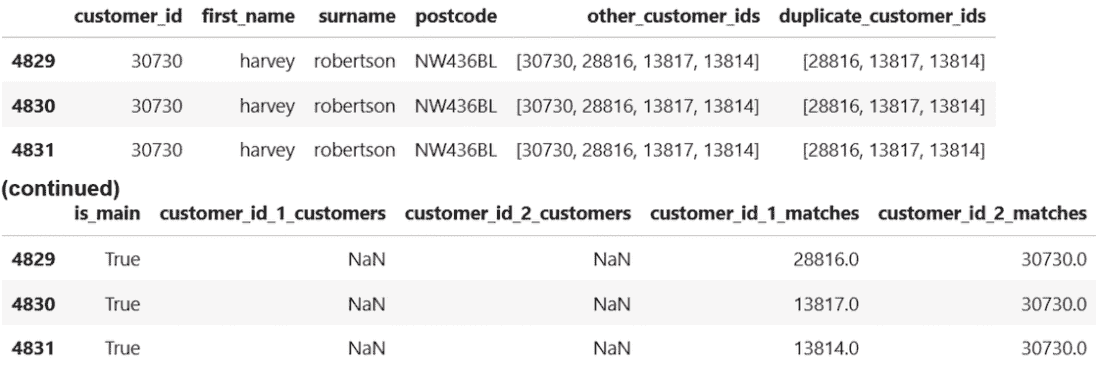 customer_id first_name surname postcode other_customer_ids duplicate_customer_ids
4829 30730 harvey robertson NW436BL [30730, 28816, 13817, 13814] [28816, 13817, 13814]
4830 30730 harvey robertson NW436BL [30730, 28816, 13817, 13814] [28816, 13817, 13814]
4831 30730 harvey robertson NW436BL [30730, 28816, 13817, 13814] [28816, 13817, 13814]
(continued)
is_main customer_id_1_customers customer_id_2_customers customer_id_1_matches customer_id_2_matches
4829 True NaN NaN 28816.0 30730.0
4830 True NaN NaN 13817.0 30730.0
4831 True NaN NaN 13814.0 30730.0